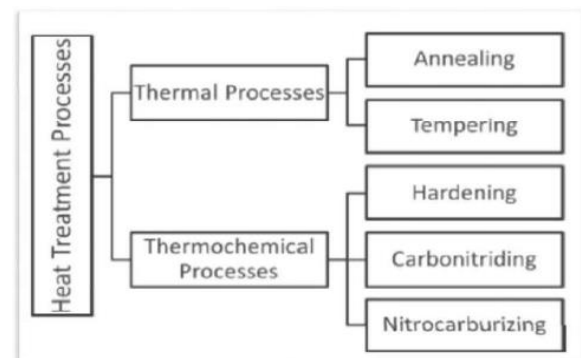 Heat Treatment Processes
Thermal Processes
Annealing
Tempering
Thermochemical
Processes
Hardening
Carbonitriding
Nitrocarburizing